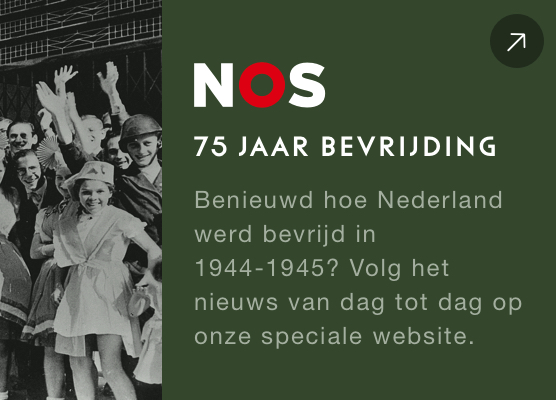 NOS
75 JAAR BEVRIJDING
Benieuwd hoe Nederland
werd bevrijd in
1944-1945? Volg het
nieuws van dag tot dag op
onze speciale website.